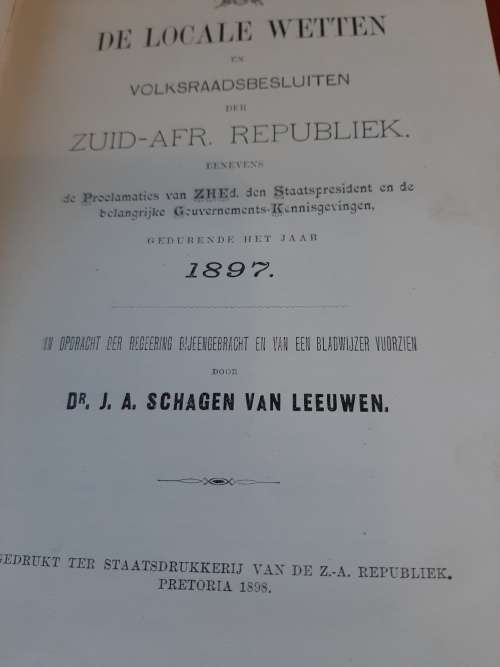 DE LOCALE WETTEN
EN
VOLKSRAADSBESLUITEN
DER
ZUID-AFR. REPUBLIEK.
BENEVENS
de Proclamaties van ZHEd. den Staatspresident en de
belangrijke Gouvernements-Kennisgevingen,
GEDURENDE HET JAAR
1897.
IN OPDRACHT DER REGEERING BIJEENGEBRACHT EN VAN EEN BLADWIJZER VOORZIEN
DOOR
DR. J. A. SCHAGEN VAN LEEUWEN.
GEDRUKT TER STAATSDRUKKERIJ VAN DE Z.-A. REPUBLIEK.
PRETORIA 1898.